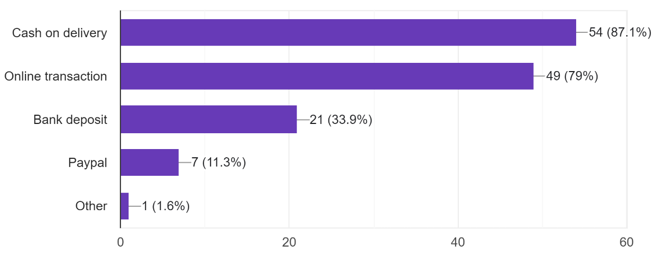 Cash on delivery
54 (87.1%)
Online transaction
49 (79%)
Bank deposit
21 (33.9%)
Paypal
7 (11.3%)
Other
1 (1.6%)
0
20
40
60